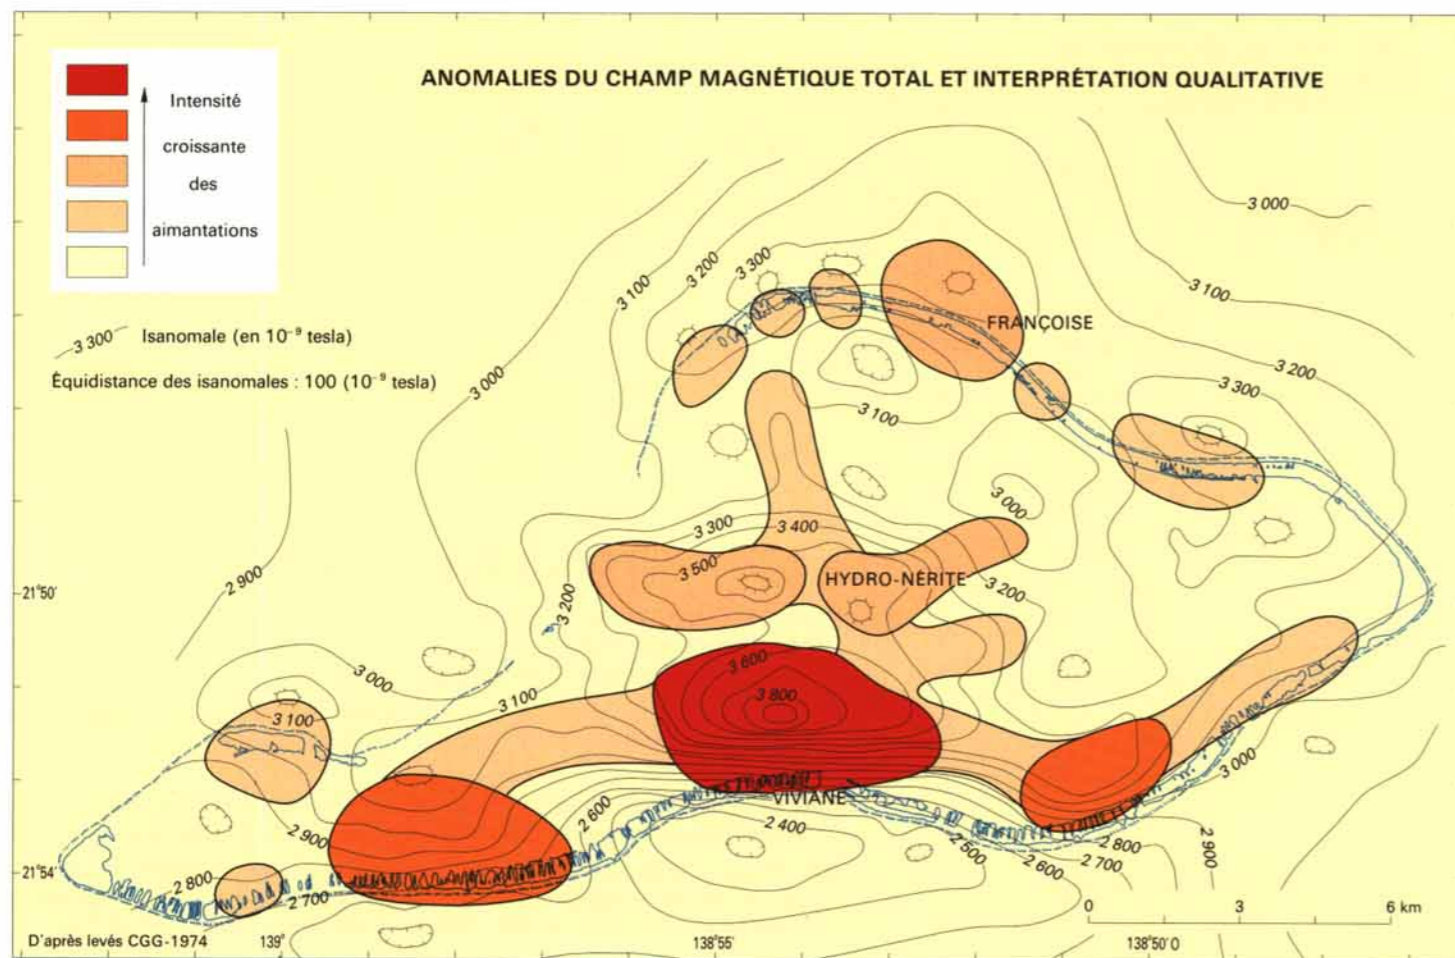 ANOMALIES DU CHAMP MAGNÉTIQUE TOTAL ET INTERPRÉTATION QUALITATIVE
Intensité
croissante
des
aimantations
3 300
Isanomale (en 10⁻⁹ tesla)
Équidistance des isanomales : 100 (10⁻⁹ tesla)
3 000
3 100
3 200
3 300
3 000
3 100
FRANÇOISE
3 200
3 300
3 100
3 000
3 300
3 400
3 500
HYDRO-NÉRITE
3 200
3 200
2 900
21°50'
3 000
3 100
3 100
3 600
3 800
VIVIANE
2 600
2 400
2 500
2 600
2 700
2 800
2 900
3 000
2 900
2 800
2 700
21°54'
0 3 6 km
D'après levés CGG-1974
139°
138°55'
138°50'O